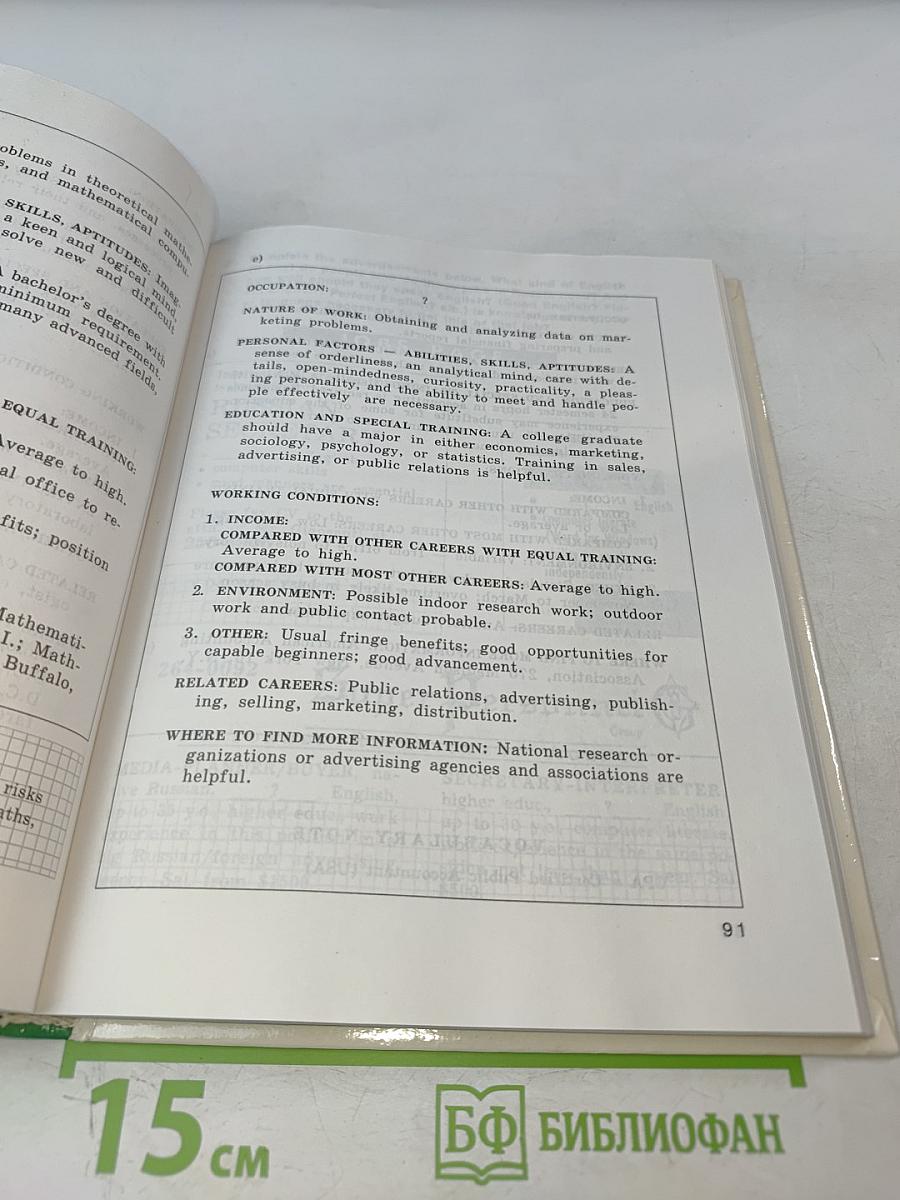 oblems in theoretical mathe-
s, and mathematical compu-
SKILLS, APTITUDES: Imag-
a keen and logical mind,
solve new and difficult
A bachelor's degree with
minimum requirement.
many advanced fields,
EQUAL TRAINING:
Average to high.
al office to re-
fits; position
Mathemati-
I.; Math-
Buffalo,
risks
aths,
e)
OCCUPATION: ?
NATURE OF WORK: Obtaining and analyzing data on mar-
keting problems.
PERSONAL FACTORS — ABILITIES, SKILLS, APTITUDES: A
sense of orderliness, an analytical mind, care with de-
tails, open-mindedness, curiosity, practicality, a pleas-
ing personality, and the ability to meet and handle peo-
ple effectively are necessary.
EDUCATION AND SPECIAL TRAINING: A college graduate
should have a major in either economics, marketing,
sociology, psychology, or statistics. Training in sales,
advertising, or public relations is helpful.
WORKING CONDITIONS:
1. INCOME:
COMPARED WITH OTHER CAREERS WITH EQUAL TRAINING:
Average to high.
COMPARED WITH MOST OTHER CAREERS: Average to high.
2. ENVIRONMENT: Possible indoor research work; outdoor
work and public contact probable.
3. OTHER: Usual fringe benefits; good opportunities for
capable beginners; good advancement.
RELATED CAREERS: Public relations, advertising, publish-
ing, selling, marketing, distribution.
WHERE TO FIND MORE INFORMATION: National research or-
ganizations or advertising agencies and associations are
helpful.
91
15 см
БФ БИБЛИОФАН